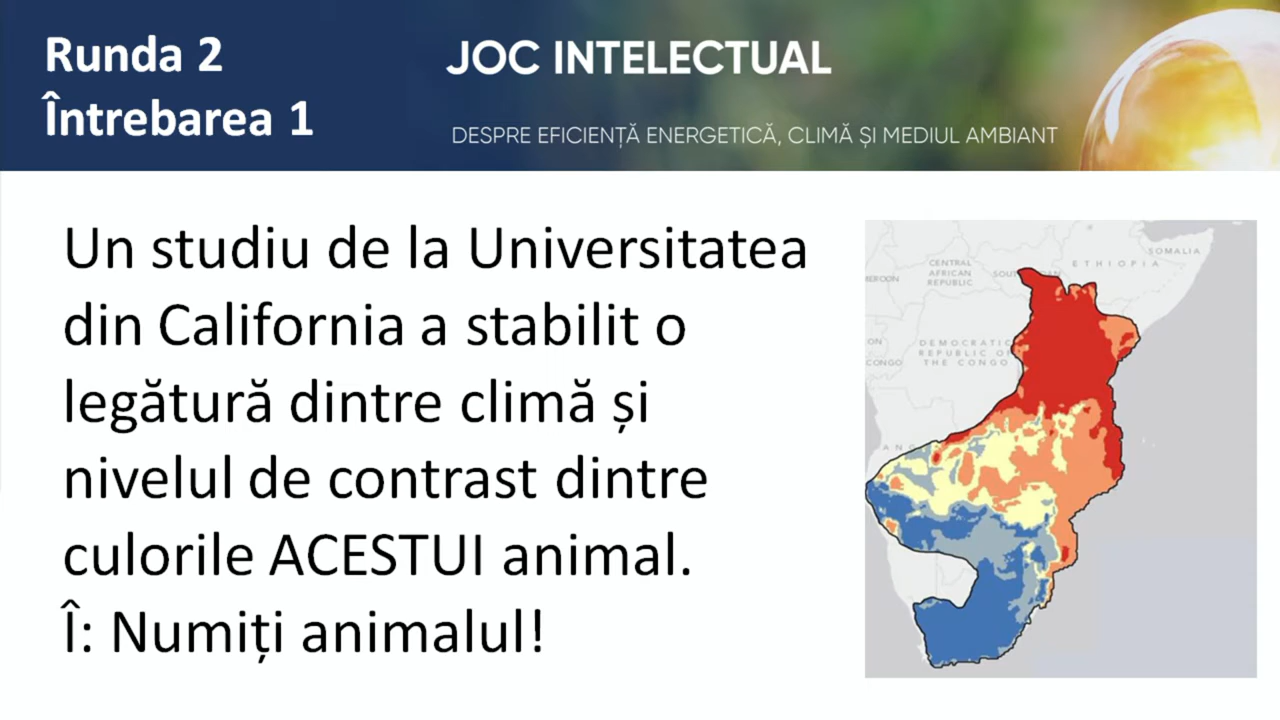 Runda 2
Întrebarea 1
JOC INTELECTUAL
DESPRE EFICIENȚĂ ENERGETICĂ, CLIMĂ ȘI MEDIUL AMBIANT
Un studiu de la Universitatea
din California a stabilit o
legătură dintre climă și
nivelul de contrast dintre
culorile ACESTUI animal.
Î: Numiți animalul!
SOMALIA
ETHIOPIA
CENTRAL
AFRICAN
REPUBLIC
DEMOCRATIC
REPUBLIC OF
THE CONGO
CONGO